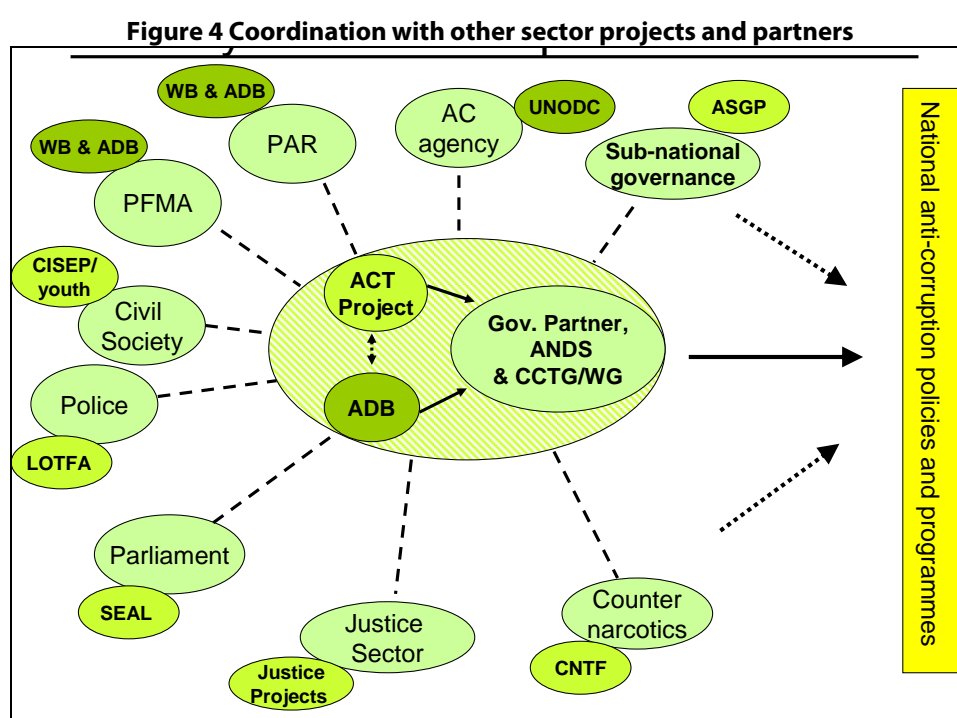 Figure 4 Coordination with other sector projects and partners
WB & ADB
PAR
AC
agency
UNODC
ASGP
Sub-national
governance
WB & ADB
PFMA
CISEP/
youth
Civil
Society
ACT
Project
Gov. Partner,
ANDS
& CCTG/WG
Police
LOTFA
ADB
Parliament
SEAL
Justice
Sector
Justice
Projects
Counter
narcotics
CNTF
National anti-corruption policies and programmes